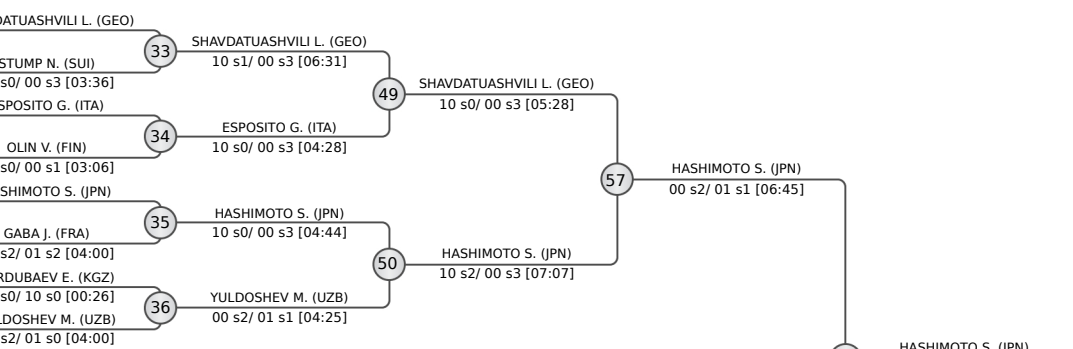 DATUASHVILI L. (GEO)
33
STUMP N. (SUI)
s0/ 00 s3 [03:36]
SHAVDATUASHVILI L. (GEO)
10 s1/ 00 s3 [06:31]
49
SPOSITO G. (ITA)
34
OLIN V. (FIN)
s0/ 00 s1 [03:06]
ESPOSITO G. (ITA)
10 s0/ 00 s3 [04:28]
SHAVDATUASHVILI L. (GEO)
10 s0/ 00 s3 [05:28]
57
SHIMOTO S. (JPN)
35
GABA J. (FRA)
s2/ 01 s2 [04:00]
HASHIMOTO S. (JPN)
10 s0/ 00 s3 [04:44]
50
RDUBAEV E. (KGZ)
s0/ 10 s0 [00:26]
36
LDOSHEV M. (UZB)
s2/ 01 s0 [04:00]
YULDOSHEV M. (UZB)
00 s2/ 01 s1 [04:25]
HASHIMOTO S. (JPN)
10 s2/ 00 s3 [07:07]
HASHIMOTO S. (JPN)
00 s2/ 01 s1 [06:45]
HASHIMOTO S. (JPN)